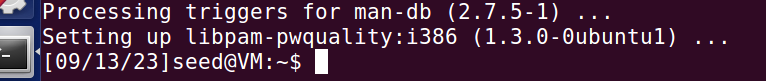 Processing triggers for man-db (2.7.5-1) ...
Setting up libpam-pwquality:i386 (1.3.0-0ubuntu1) ...
[09/13/23]seed@VM:~$